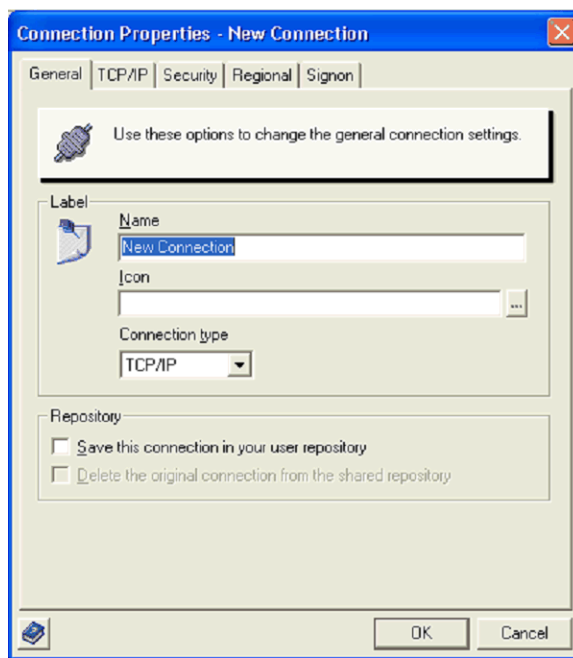 Connection Properties - New Connection
General TCP/IP Security Regional Signon
Use these options to change the general connection settings.
Label
Name
New Connection
Icon
...
Connection type
TCP/IP
Repository
Save this connection in your user repository
Delete the original connection from the shared repository
OK Cancel